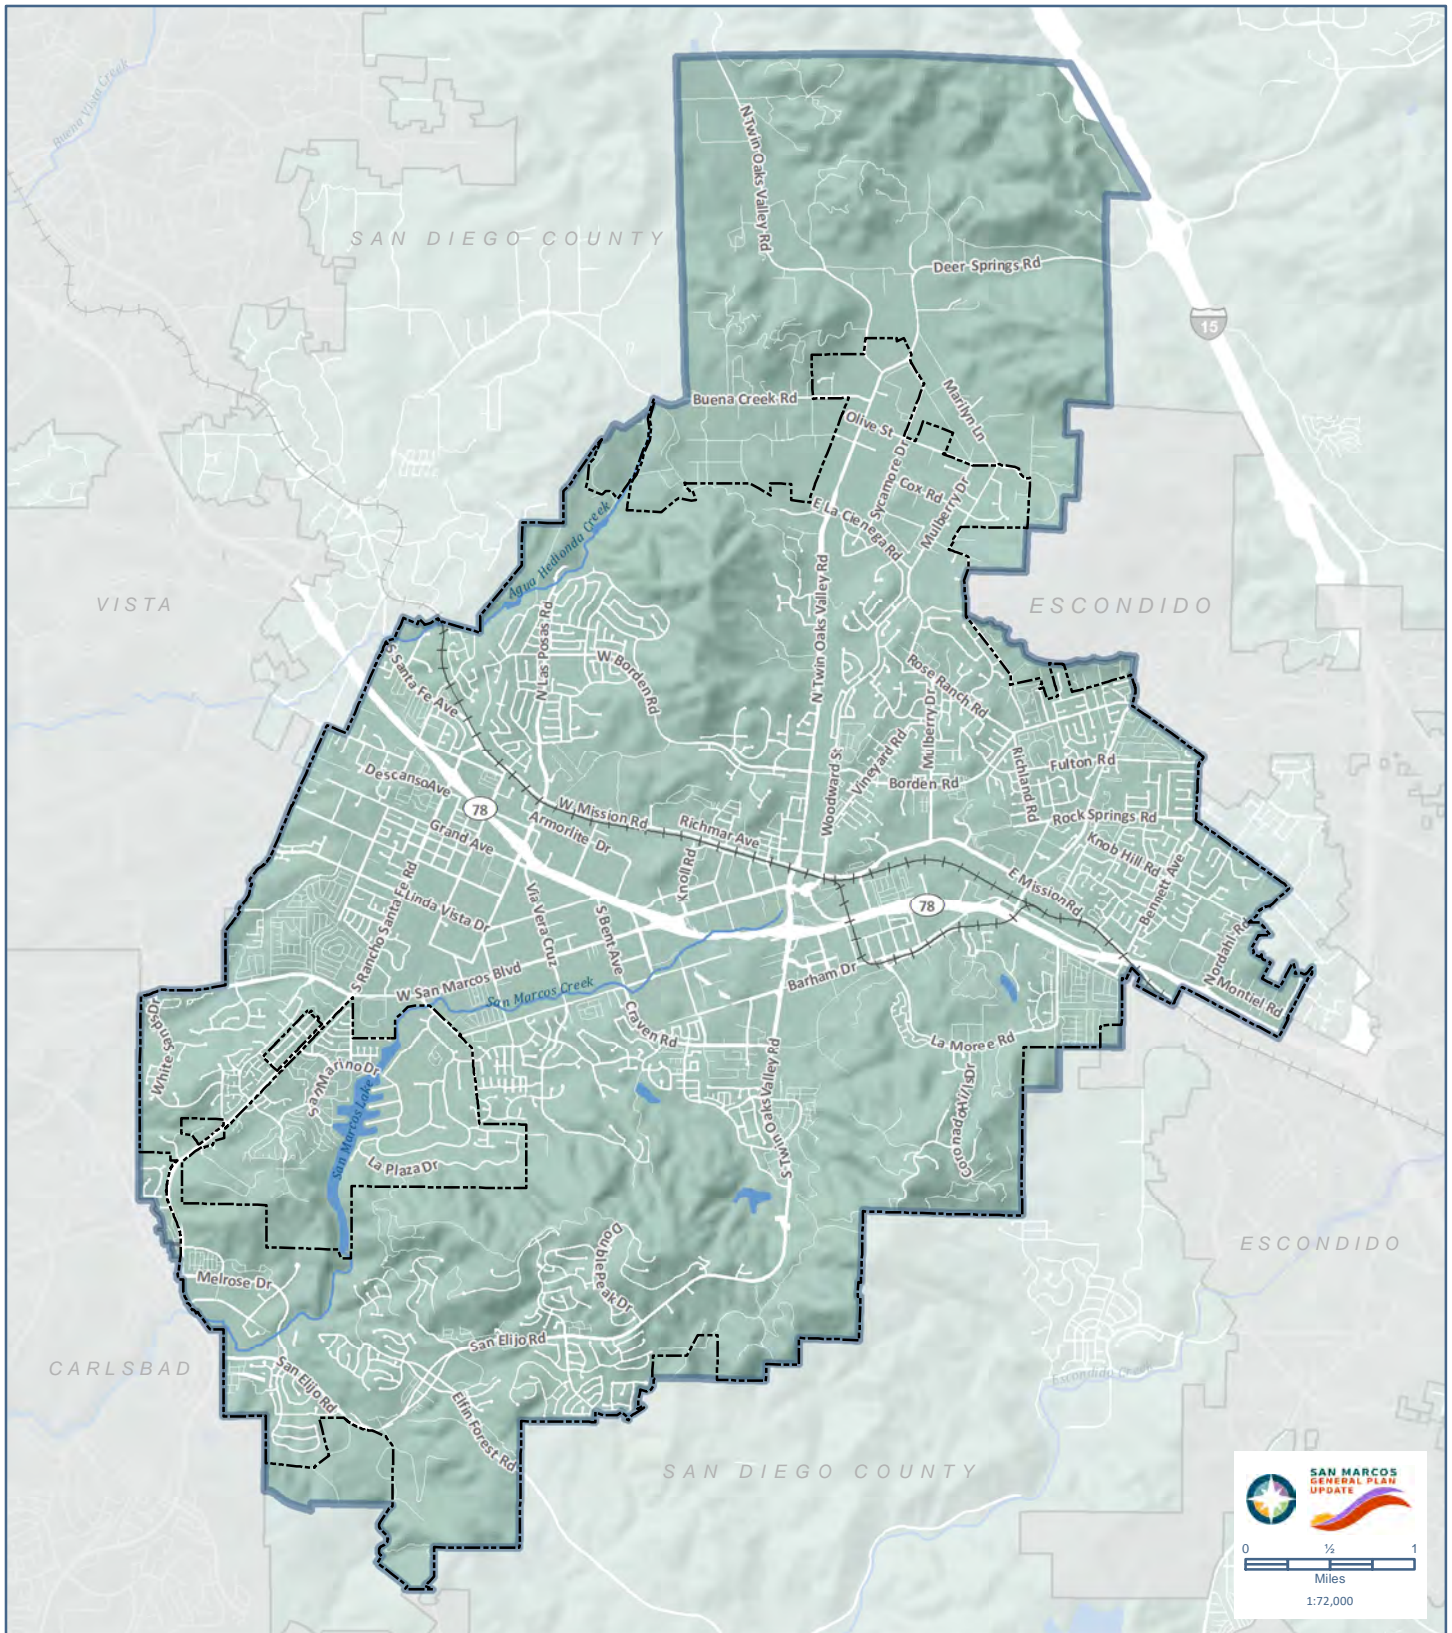 Buena Vista Creek
SAN DIEGO COUNTY
N Twin Oaks Valley Rd
Deer Springs Rd
15
Buena Creek Rd
Marilyn Ln
Olive St
Sycamore Dr
Cox Rd
Mulberry Dr
E La Cienega Rd
Agua Hedionda Creek
VISTA
ESCONDIDO
N Las Posas Rd
N Twin Oaks Valley Rd
S Santa Fe Ave
W Borden Rd
Rose Ranch Rd
Mulberry Dr
Vineyard Rd
Woodward St
Richland Rd
Fulton Rd
Borden Rd
Descanso Ave
78
W Mission Rd
Richmar Ave
Armorlite Dr
Rock Springs Rd
Grand Ave
Knob Hill Rd
Knoll Rd
Bennett Ave
E Mission Rd
S Rancho Santa Fe Rd
Linda Vista Dr
Via Vera Cruz
S Bent Ave
78
Nordahl Rd
Barham Dr
W San Marcos Blvd
San Marcos Creek
Montiel Rd
White Sands Dr
Craven Rd
La Moree Rd
San Marino Dr
San Marcos Lake
Coronado Hills Dr
La Plaza Dr
S Twin Oaks Valley Rd
ESCONDIDO
Double Peak Dr
Melrose Dr
San Elijo Rd
CARLSBAD
San Elijo Rd
Escondido Creek
Elfin Forest Rd
SAN DIEGO COUNTY
SAN MARCOS
GENERAL PLAN
UPDATE
0 ½ 1
Miles
1:72,000